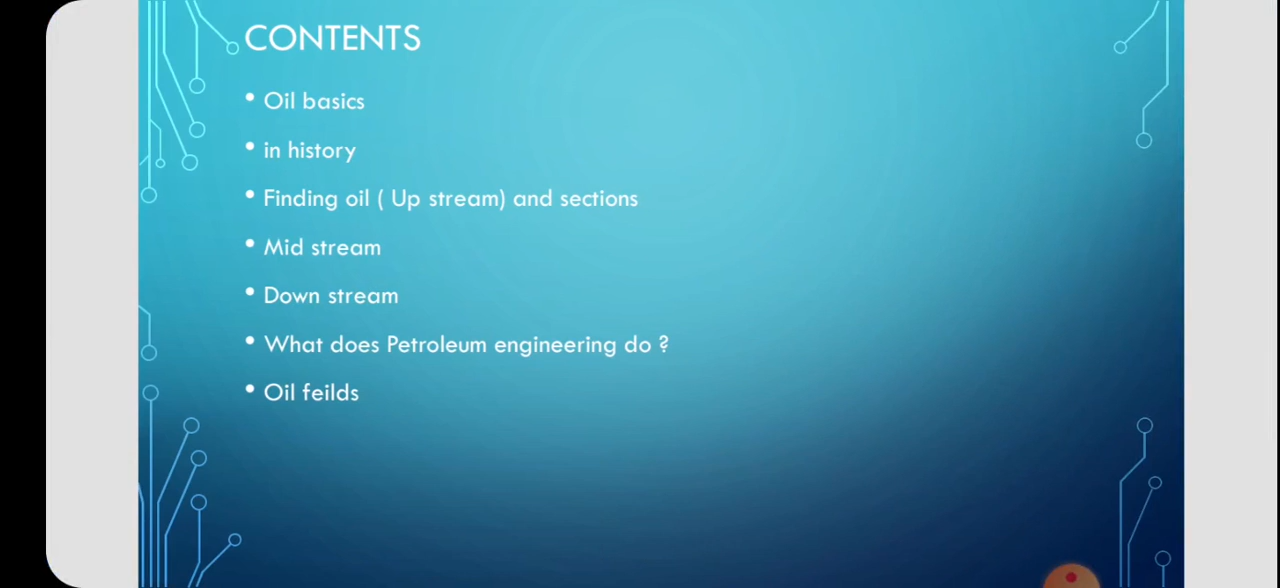 CONTENTS
• Oil basics
• in history
• Finding oil ( Up stream) and sections
• Mid stream
• Down stream
• What does Petroleum engineering do ?
• Oil feilds